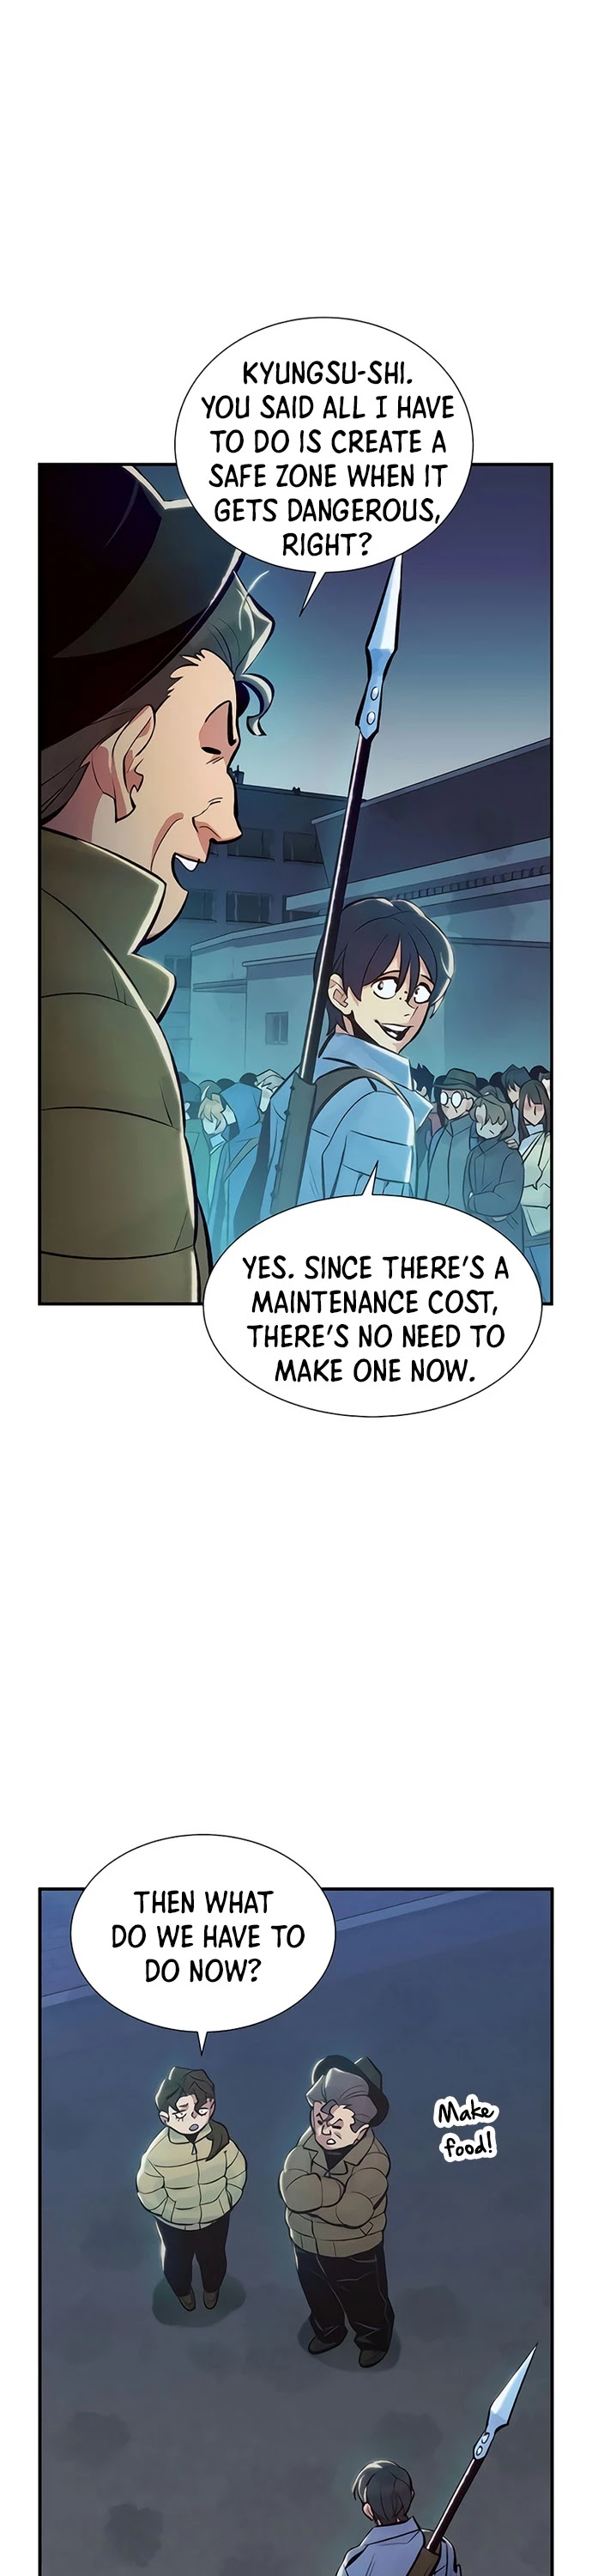 KYUNGSU-SHI.
YOU SAID ALL I HAVE
TO DO IS CREATE A
SAFE ZONE WHEN IT
GETS DANGEROUS,
RIGHT?
YES. SINCE THERE'S A
MAINTENANCE COST,
THERE'S NO NEED TO
MAKE ONE NOW.
THEN WHAT
DO WE HAVE TO
DO NOW?
Make
food!